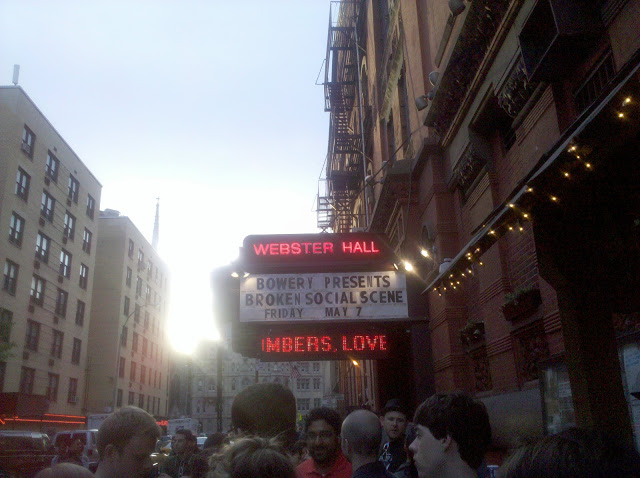 WEBSTER HALL
BOWERY PRESENTS
BROKEN SOCIAL SCENE
FRIDAY MAY 7
IMBERS, LOVE